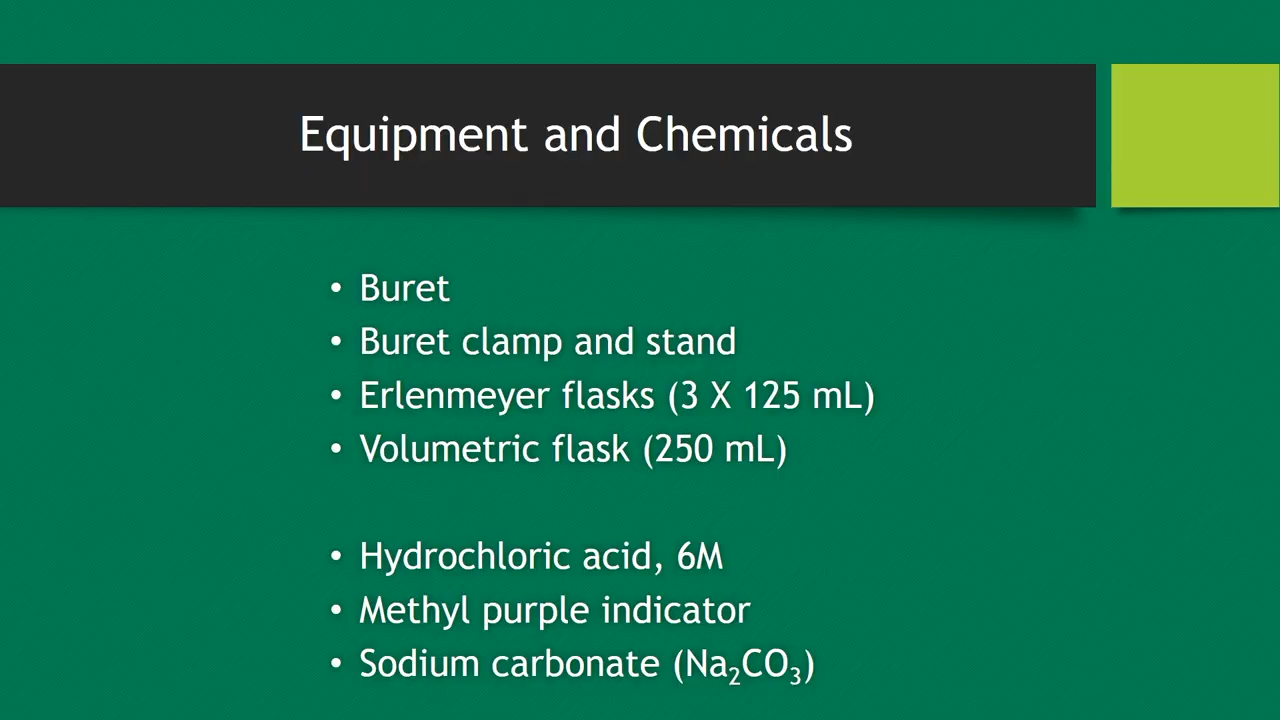 Equipment and Chemicals
• Buret
• Buret clamp and stand
• Erlenmeyer flasks (3 X 125 mL)
• Volumetric flask (250 mL)
• Hydrochloric acid, 6M
• Methyl purple indicator
• Sodium carbonate (Na₂CO₃)